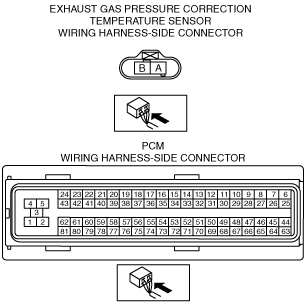 EXHAUST GAS PRESSURE CORRECTION
TEMPERATURE SENSOR
WIRING HARNESS-SIDE CONNECTOR
B A
PCM
WIRING HARNESS-SIDE CONNECTOR
4 5
3
1 2
24 23 22 21 20 19 18 17 16 15 14 13 12 11 10 9 8 7 6
43 42 41 40 39 38 37 36 35 34 33 32 31 30 29 28 27 26 25
62 61 60 59 58 57 56 55 54 53 52 51 50 49 48 47 46 45 44
81 80 79 78 77 76 75 74 73 72 71 70 69 68 67 66 65 64 63